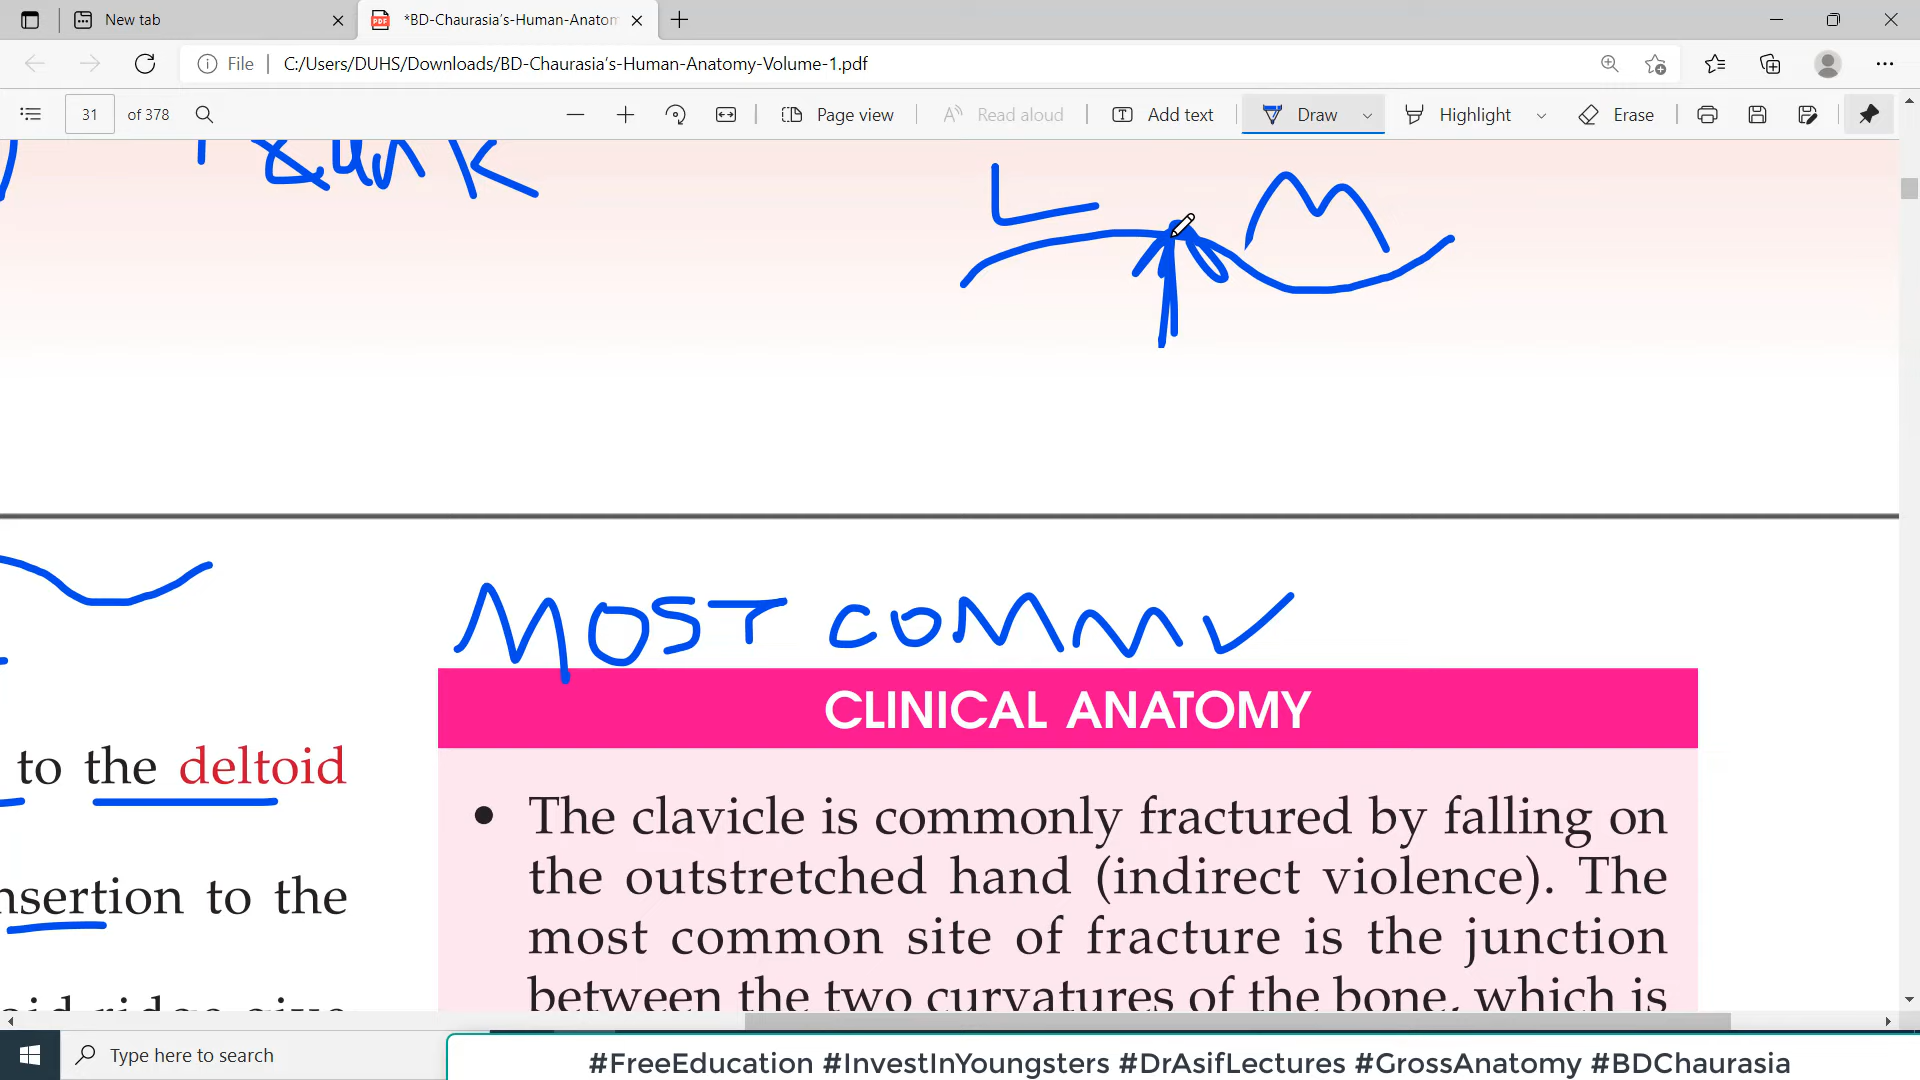 New tab
*BD-Chaurasia's-Human-Anatom
File
C:/Users/DUHS/Downloads/BD-Chaurasia's-Human-Anatomy-Volume-1.pdf
31 of 378
Page view
Read aloud
Add text
Draw
Highlight
Erase
L M
MOST COMM
CLINICAL ANATOMY
to the deltoid
• The clavicle is commonly fractured by falling on
the outstretched hand (indirect violence). The
nsertion to the
most common site of fracture is the junction
between the two curvatures of the bone, which is
Type here to search
#FreeEducation #InvestInYoungsters #DrAsifLectures #GrossAnatomy #BDChaurasia